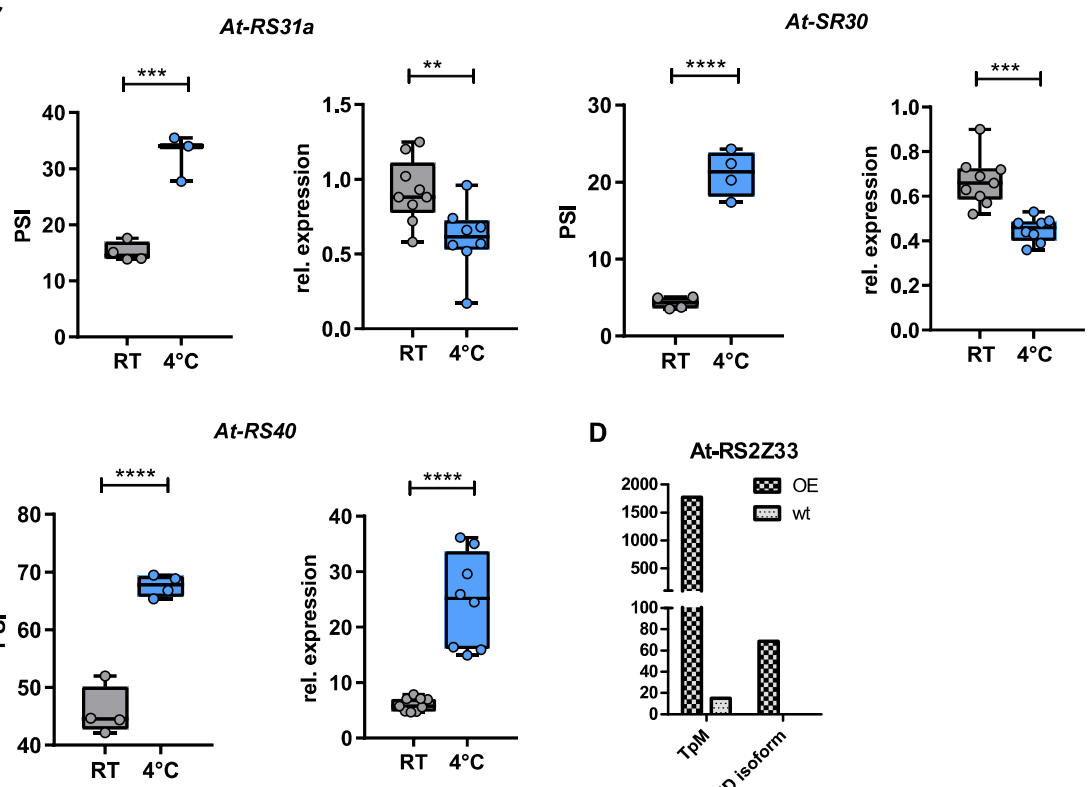 At-RS31a
At-SR30
***
**
****
***
40
30
20
10
0
PSI
RT 4°C
1.5
1.0
0.5
0.0
rel. expression
RT 4°C
30
20
10
0
PSI
RT 4°C
1.0
0.8
0.6
0.4
0.2
0.0
rel. expression
RT 4°C
At-RS40
****
****
80
70
60
50
40
RT 4°C
40
30
20
10
0
rel. expression
RT 4°C
D
At-RS2Z33
OE
wt
2000
1500
1000
500
100
80
60
40
20
0
TpM
isoform